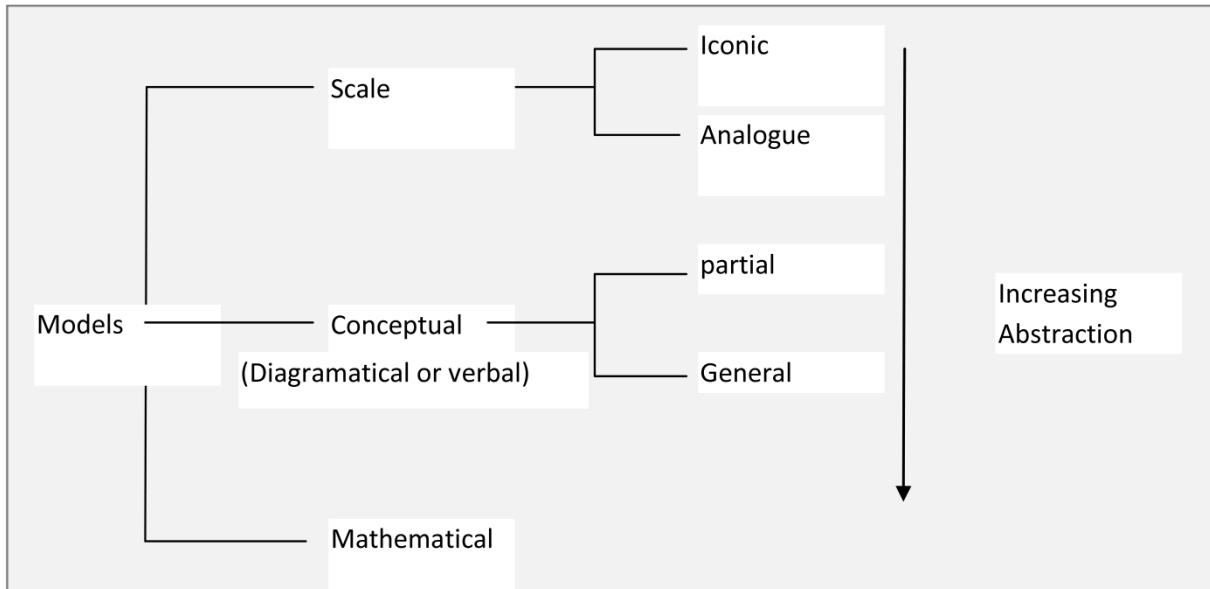 Iconic
Scale
Analogue
partial
Increasing
Abstraction
Models
Conceptual
(Diagramatical or verbal)
General
Mathematical